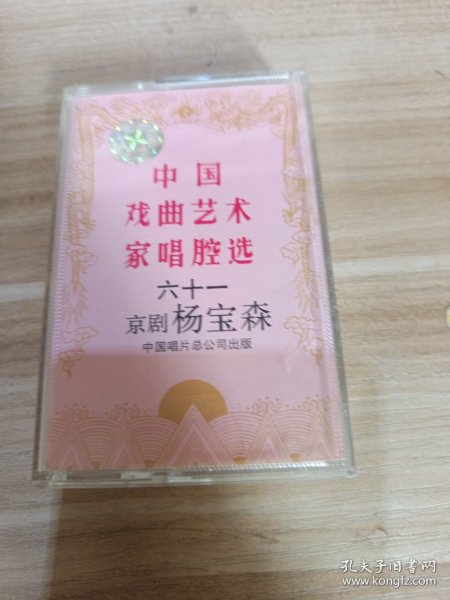 中国
戏曲艺术
家唱腔选
六十一
京剧 杨宝森
中国唱片总公司出版
孔夫子旧书网
www.kongfz.com